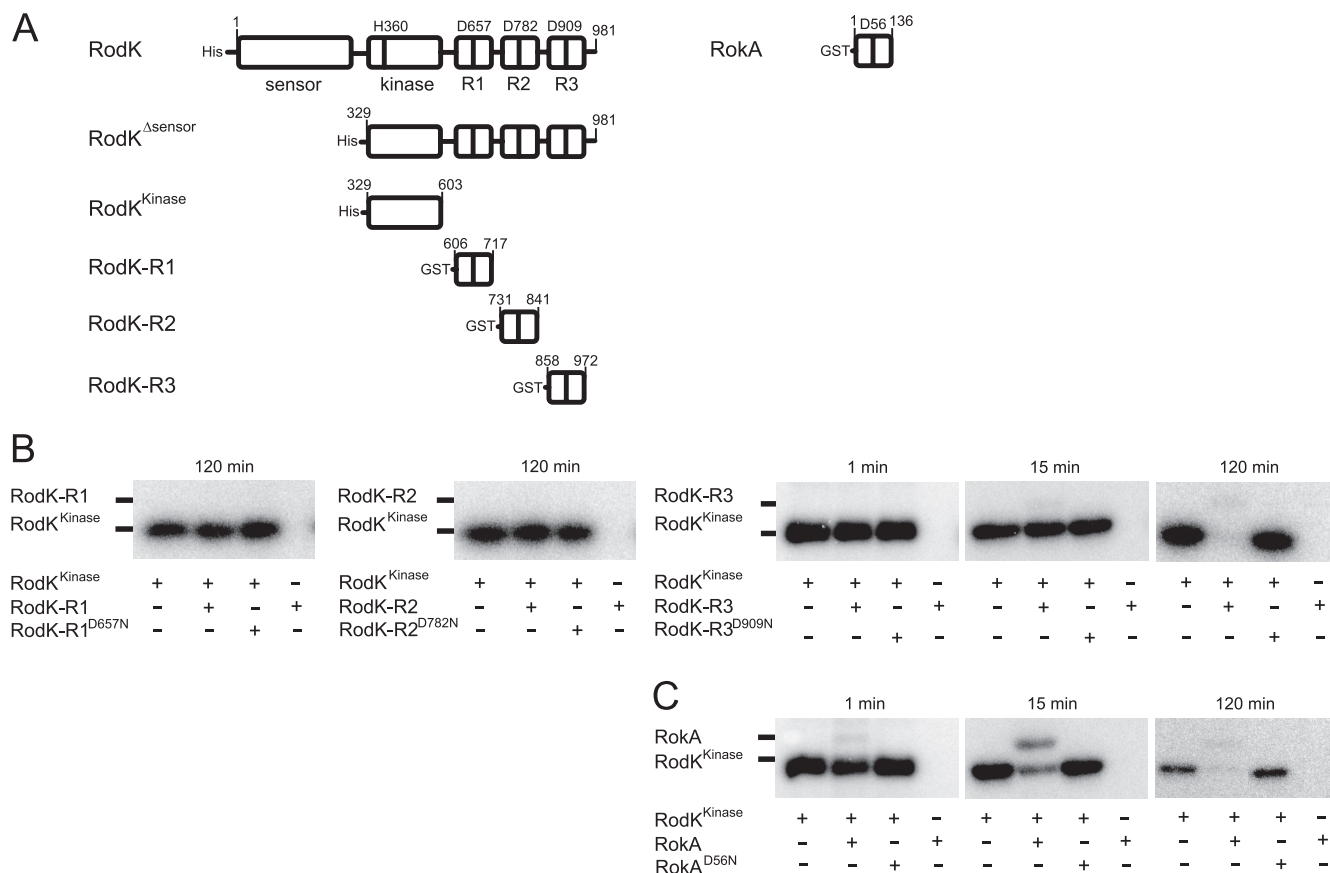 A
RodK
His
1
H360
D657
D782
D909
981
sensor
kinase
R1
R2
R3
RokA
GST
1
D56
136
RodK^Δsensor
His
329
981
RodK^Kinase
His
329
603
RodK-R1
GST
606
717
RodK-R2
GST
731
841
RodK-R3
GST
858
972
B
120 min
RodK-R1
RodK^Kinase
RodK^Kinase + + + –
RodK-R1 – + – +
RodK-R1^D657N – – + –
120 min
RodK-R2
RodK^Kinase
RodK^Kinase + + + –
RodK-R2 – + – +
RodK-R2^D782N – – + –
1 min
15 min
120 min
RodK-R3
RodK^Kinase
RodK^Kinase + + + – + + + – + + + –
RodK-R3 – + – + – + – + – + – +
RodK-R3^D909N – – + – – – + – – – + –
C
1 min
15 min
120 min
RokA
RodK^Kinase
RodK^Kinase + + + – + + + – + + + –
RokA – + – + – + – + – + – +
RokA^D56N – – + – – – + – – – + –